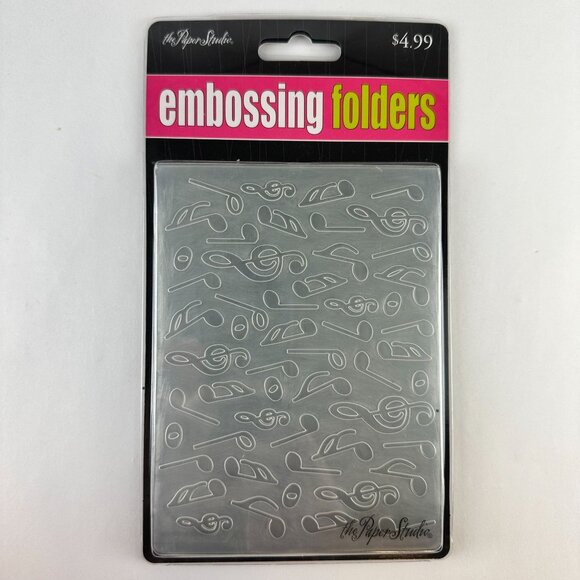 the Paper Studio
$4.99
embossing folders
the Paper Studio